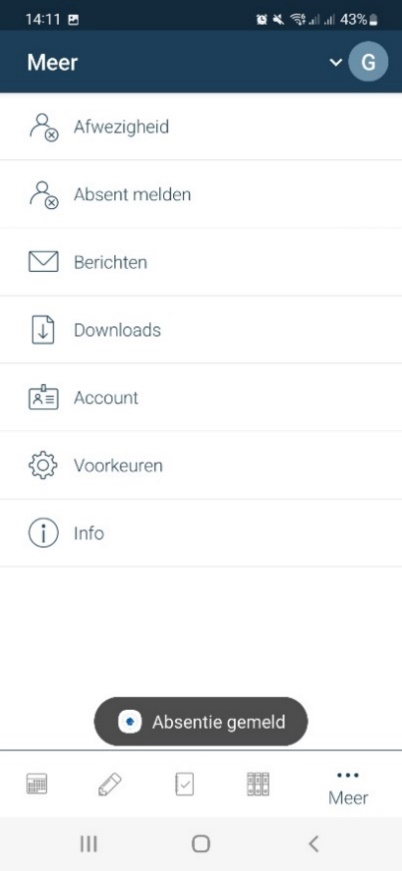 14:11 43%
Meer G
Afwezigheid
Absent melden
Berichten
Downloads
Account
Voorkeuren
Info
Absentie gemeld
Meer